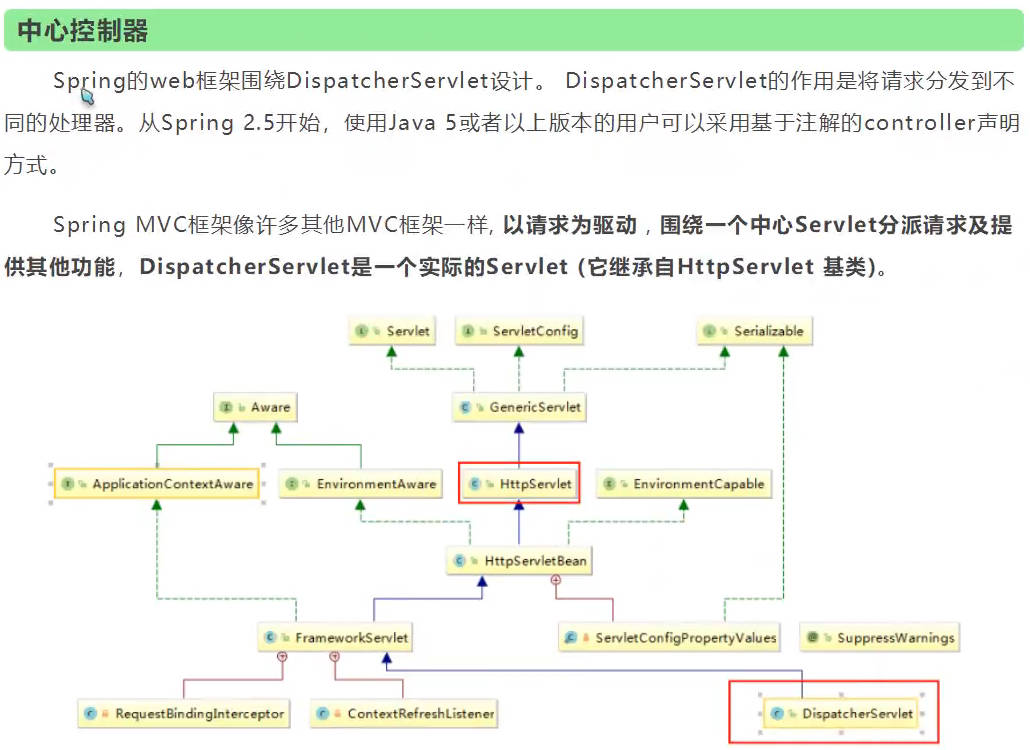 中心控制器
Spring的web框架围绕DispatcherServlet设计。 DispatcherServlet的作用是将请求分发到不
同的处理器。从Spring 2.5开始，使用Java 5或者以上版本的用户可以采用基于注解的controller声明
方式。
Spring MVC框架像许多其他MVC框架一样, 以请求为驱动 , 围绕一个中心Servlet分派请求及提
供其他功能，DispatcherServlet是一个实际的Servlet (它继承自HttpServlet 基类)。
Servlet
ServletConfig
Serializable
Aware
GenericServlet
ApplicationContextAware
EnvironmentAware
HttpServlet
EnvironmentCapable
HttpServletBean
FrameworkServlet
ServletConfigPropertyValues
SuppressWarnings
RequestBindingInterceptor
ContextRefreshListener
DispatcherServlet